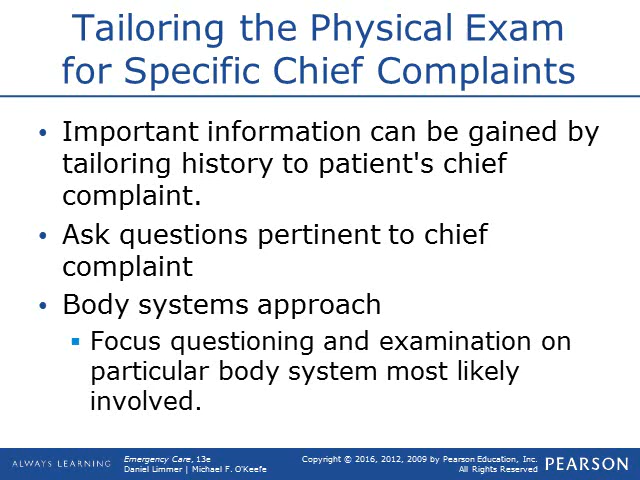 Tailoring the Physical Exam
for Specific Chief Complaints
• Important information can be gained by
tailoring history to patient's chief
complaint.
• Ask questions pertinent to chief
complaint
• Body systems approach
▪ Focus questioning and examination on
particular body system most likely
involved.
ALWAYS LEARNING
Emergency Care, 13e
Daniel Limmer | Michael F. O'Keefe
Copyright © 2016, 2012, 2009 by Pearson Education, Inc.
All Rights Reserved
PEARSON